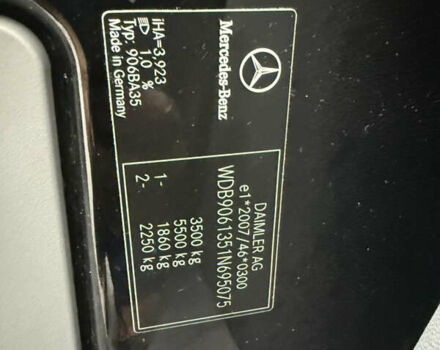 DAIMLER AG
e1*2007/46*0300
WDB9061351N695075
3500 kg
5500 kg
1- 1860 kg
2- 2250 kg
Mercedes-Benz
iHA=3.923
1.0 %
Typ: 906BA35
Made in Germany